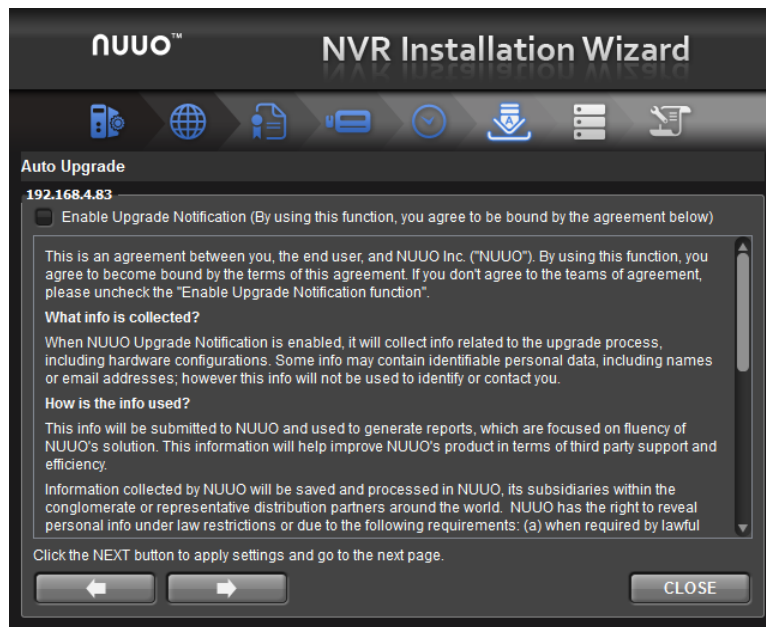 nuuo™
NVR Installation Wizard
A
Auto Upgrade
192.168.4.83
Enable Upgrade Notification (By using this function, you agree to be bound by the agreement below)
This is an agreement between you, the end user, and NUUO Inc. ("NUUO"). By using this function, you
agree to become bound by the terms of this agreement. If you don't agree to the teams of agreement,
please uncheck the "Enable Upgrade Notification function".
What info is collected?
When NUUO Upgrade Notification is enabled, it will collect info related to the upgrade process,
including hardware configurations. Some info may contain identifiable personal data, including names
or email addresses; however this info will not be used to identify or contact you.
How is the info used?
This info will be submitted to NUUO and used to generate reports, which are focused on fluency of
NUUO's solution. This information will help improve NUUO's product in terms of third party support and
efficiency.
Information collected by NUUO will be saved and processed in NUUO, its subsidiaries within the
conglomerate or representative distribution partners around the world.  NUUO has the right to reveal
personal info under law restrictions or due to the following requirements: (a) when required by lawful
Click the NEXT button to apply settings and go to the next page.
CLOSE